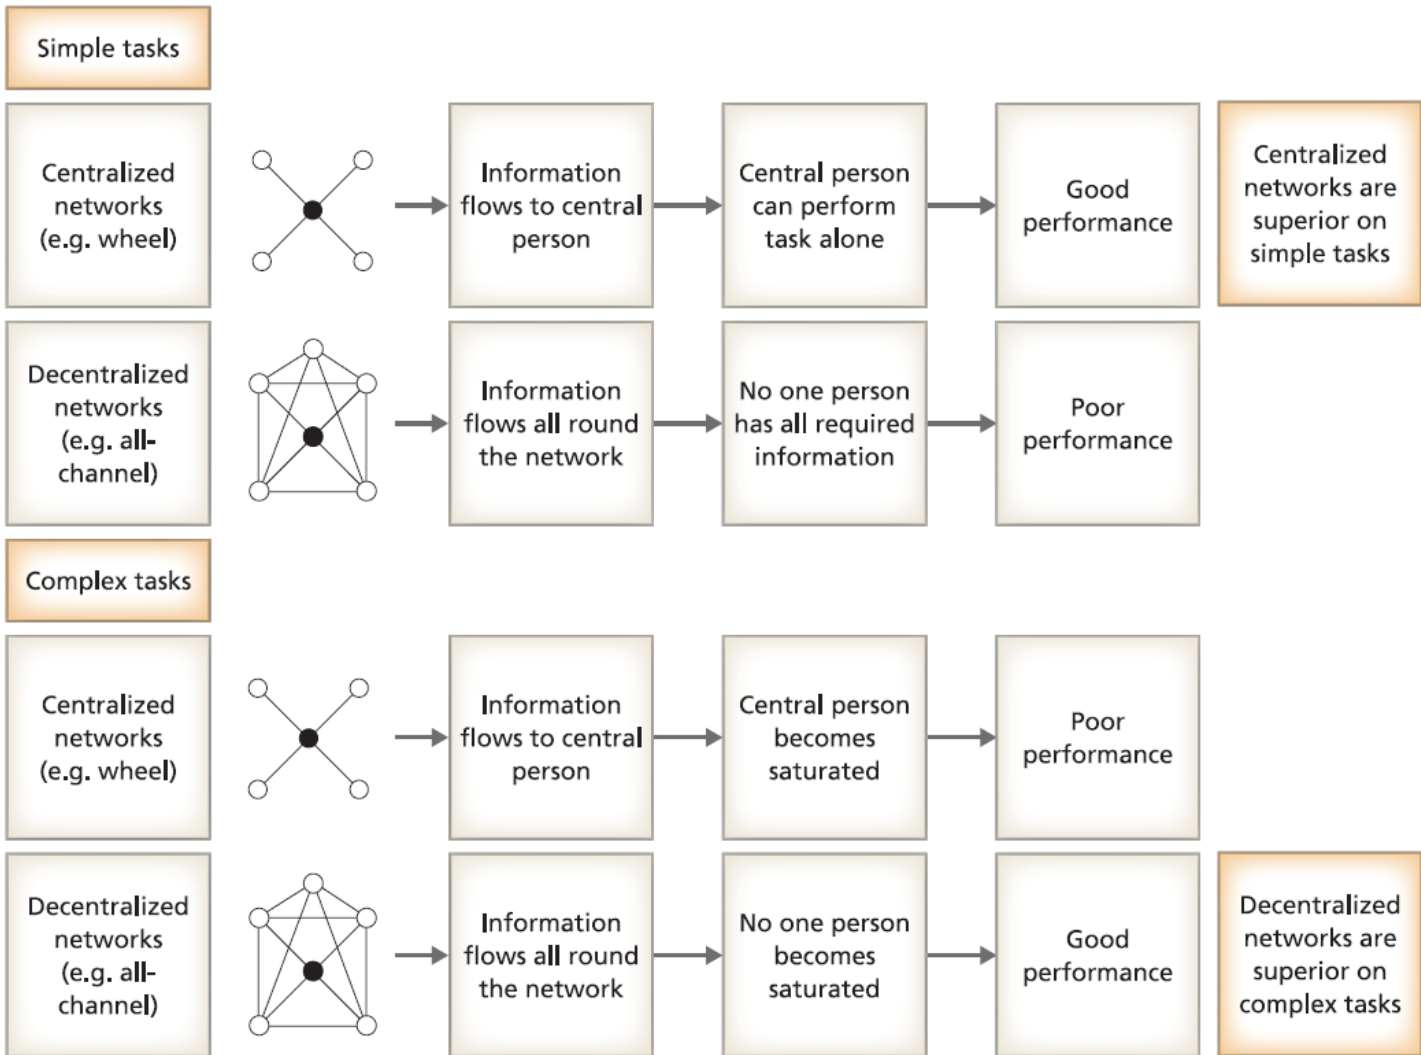 Simple tasks
Centralized
networks
(e.g. wheel)
Information
flows to central
person
Central person
can perform
task alone
Good
performance
Centralized
networks are
superior on
simple tasks
Decentralized
networks
(e.g. all-
channel)
Information
flows all round
the network
No one person
has all required
information
Poor
performance
Complex tasks
Centralized
networks
(e.g. wheel)
Information
flows to central
person
Central person
becomes
saturated
Poor
performance
Decentralized
networks
(e.g. all-
channel)
Information
flows all round
the network
No one person
becomes
saturated
Good
performance
Decentralized
networks are
superior on
complex tasks